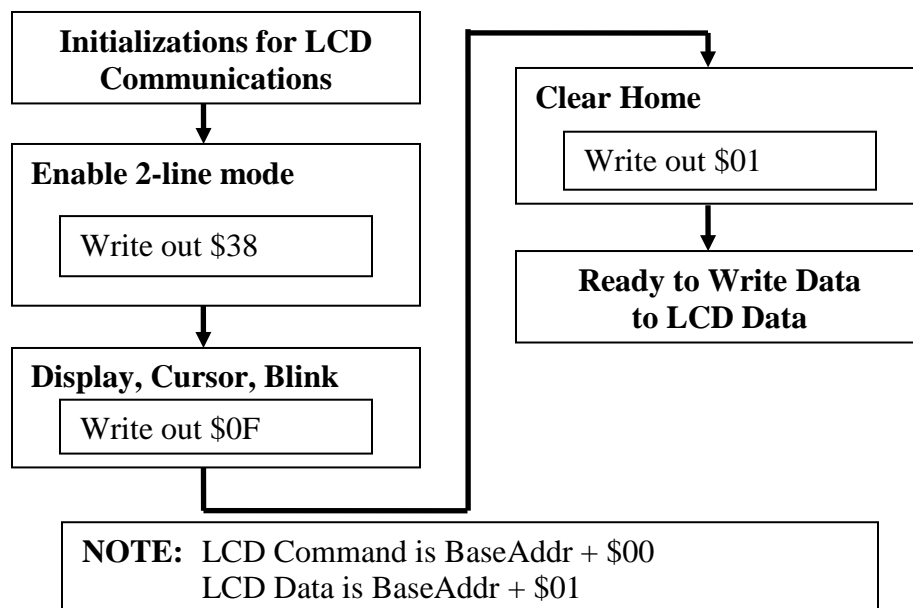 Initializations for LCD
Communications
Enable 2-line mode
Write out $38
Display, Cursor, Blink
Write out $0F
Clear Home
Write out $01
Ready to Write Data
to LCD Data
NOTE: LCD Command is BaseAddr + $00
LCD Data is BaseAddr + $01